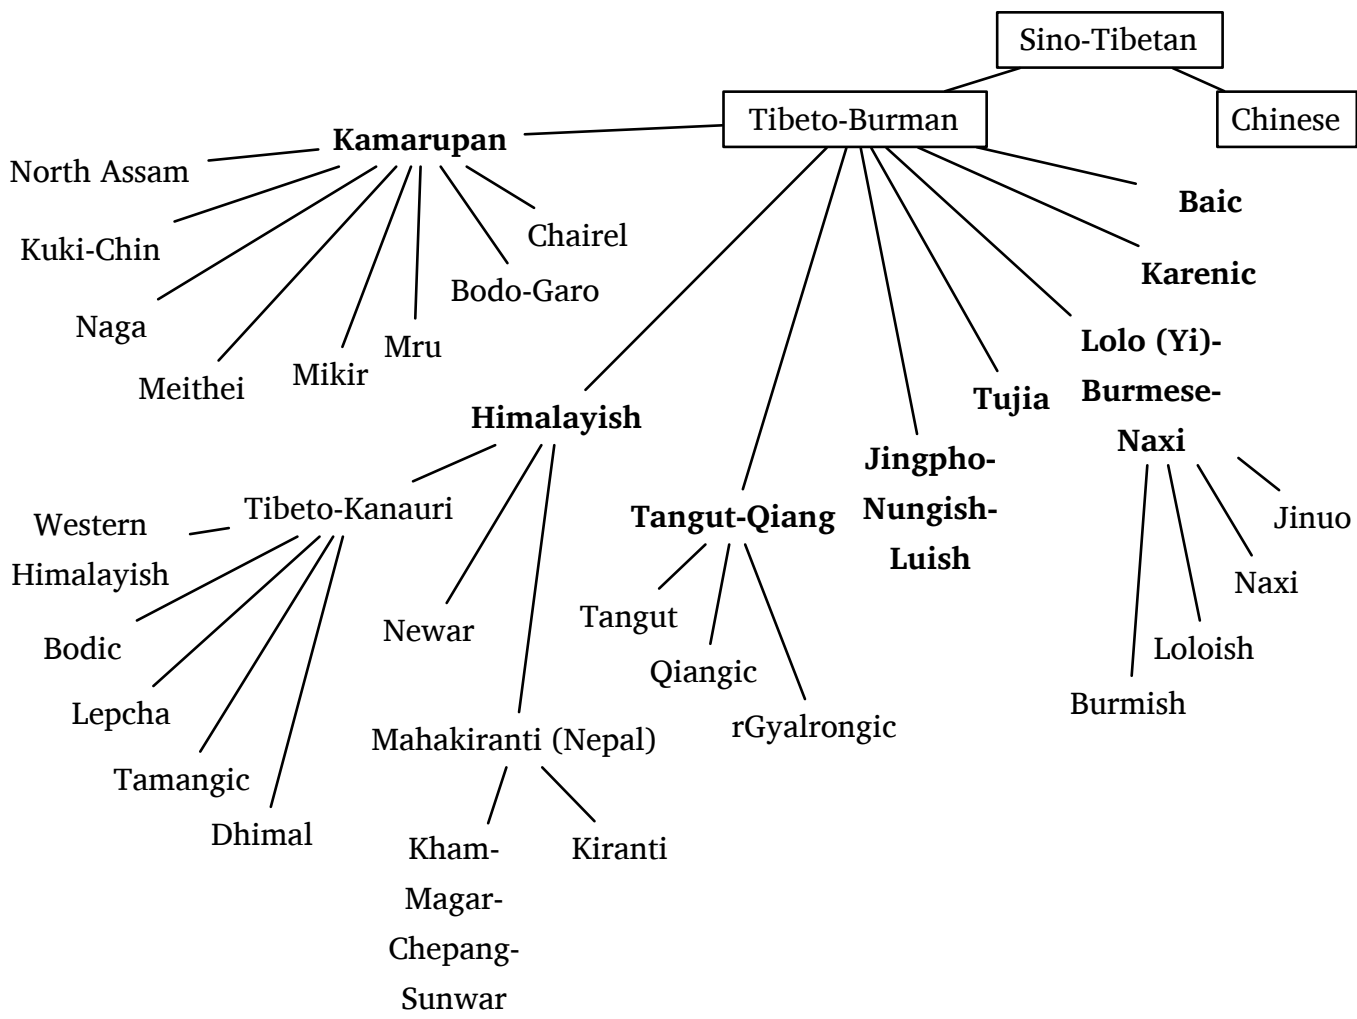 Sino-Tibetan
Tibeto-Burman
Chinese
Kamarupan
North Assam
Kuki-Chin
Naga
Meithei
Mikir
Mru
Bodo-Garo
Chairel
Baic
Karenic
Lolo (Yi)-
Burmese-
Naxi
Tujia
Jingpho-
Nungish-
Luish
Himalayish
Tangut-Qiang
Tibeto-Kanauri
Western
Himalayish
Bodic
Lepcha
Tamangic
Dhimal
Newar
Mahakiranti (Nepal)
Kham-
Magar-
Chepang-
Sunwar
Kiranti
Tangut
Qiangic
rGyalrongic
Burmish
Loloish
Naxi
Jinuo